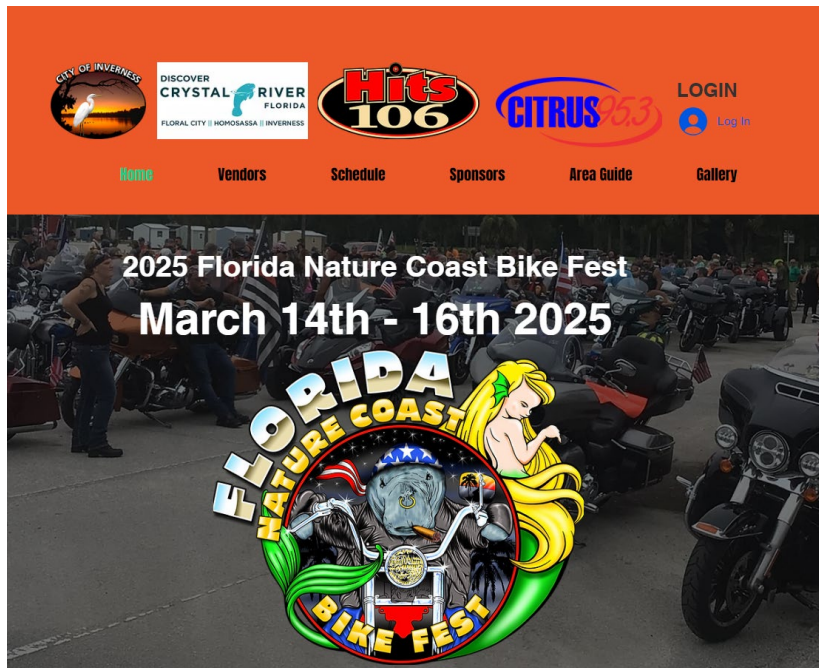 CITY OF INVERNESS
DISCOVER
CRYSTAL RIVER
FLORIDA
FLORAL CITY || HOMOSASSA || INVERNESS
Hits
106
CITRUS 95.3
LOGIN
Log In
Home
Vendors
Schedule
Sponsors
Area Guide
Gallery
2025 Florida Nature Coast Bike Fest
March 14th - 16th 2025
FLORIDA
NATURE COAST
BIKE FEST